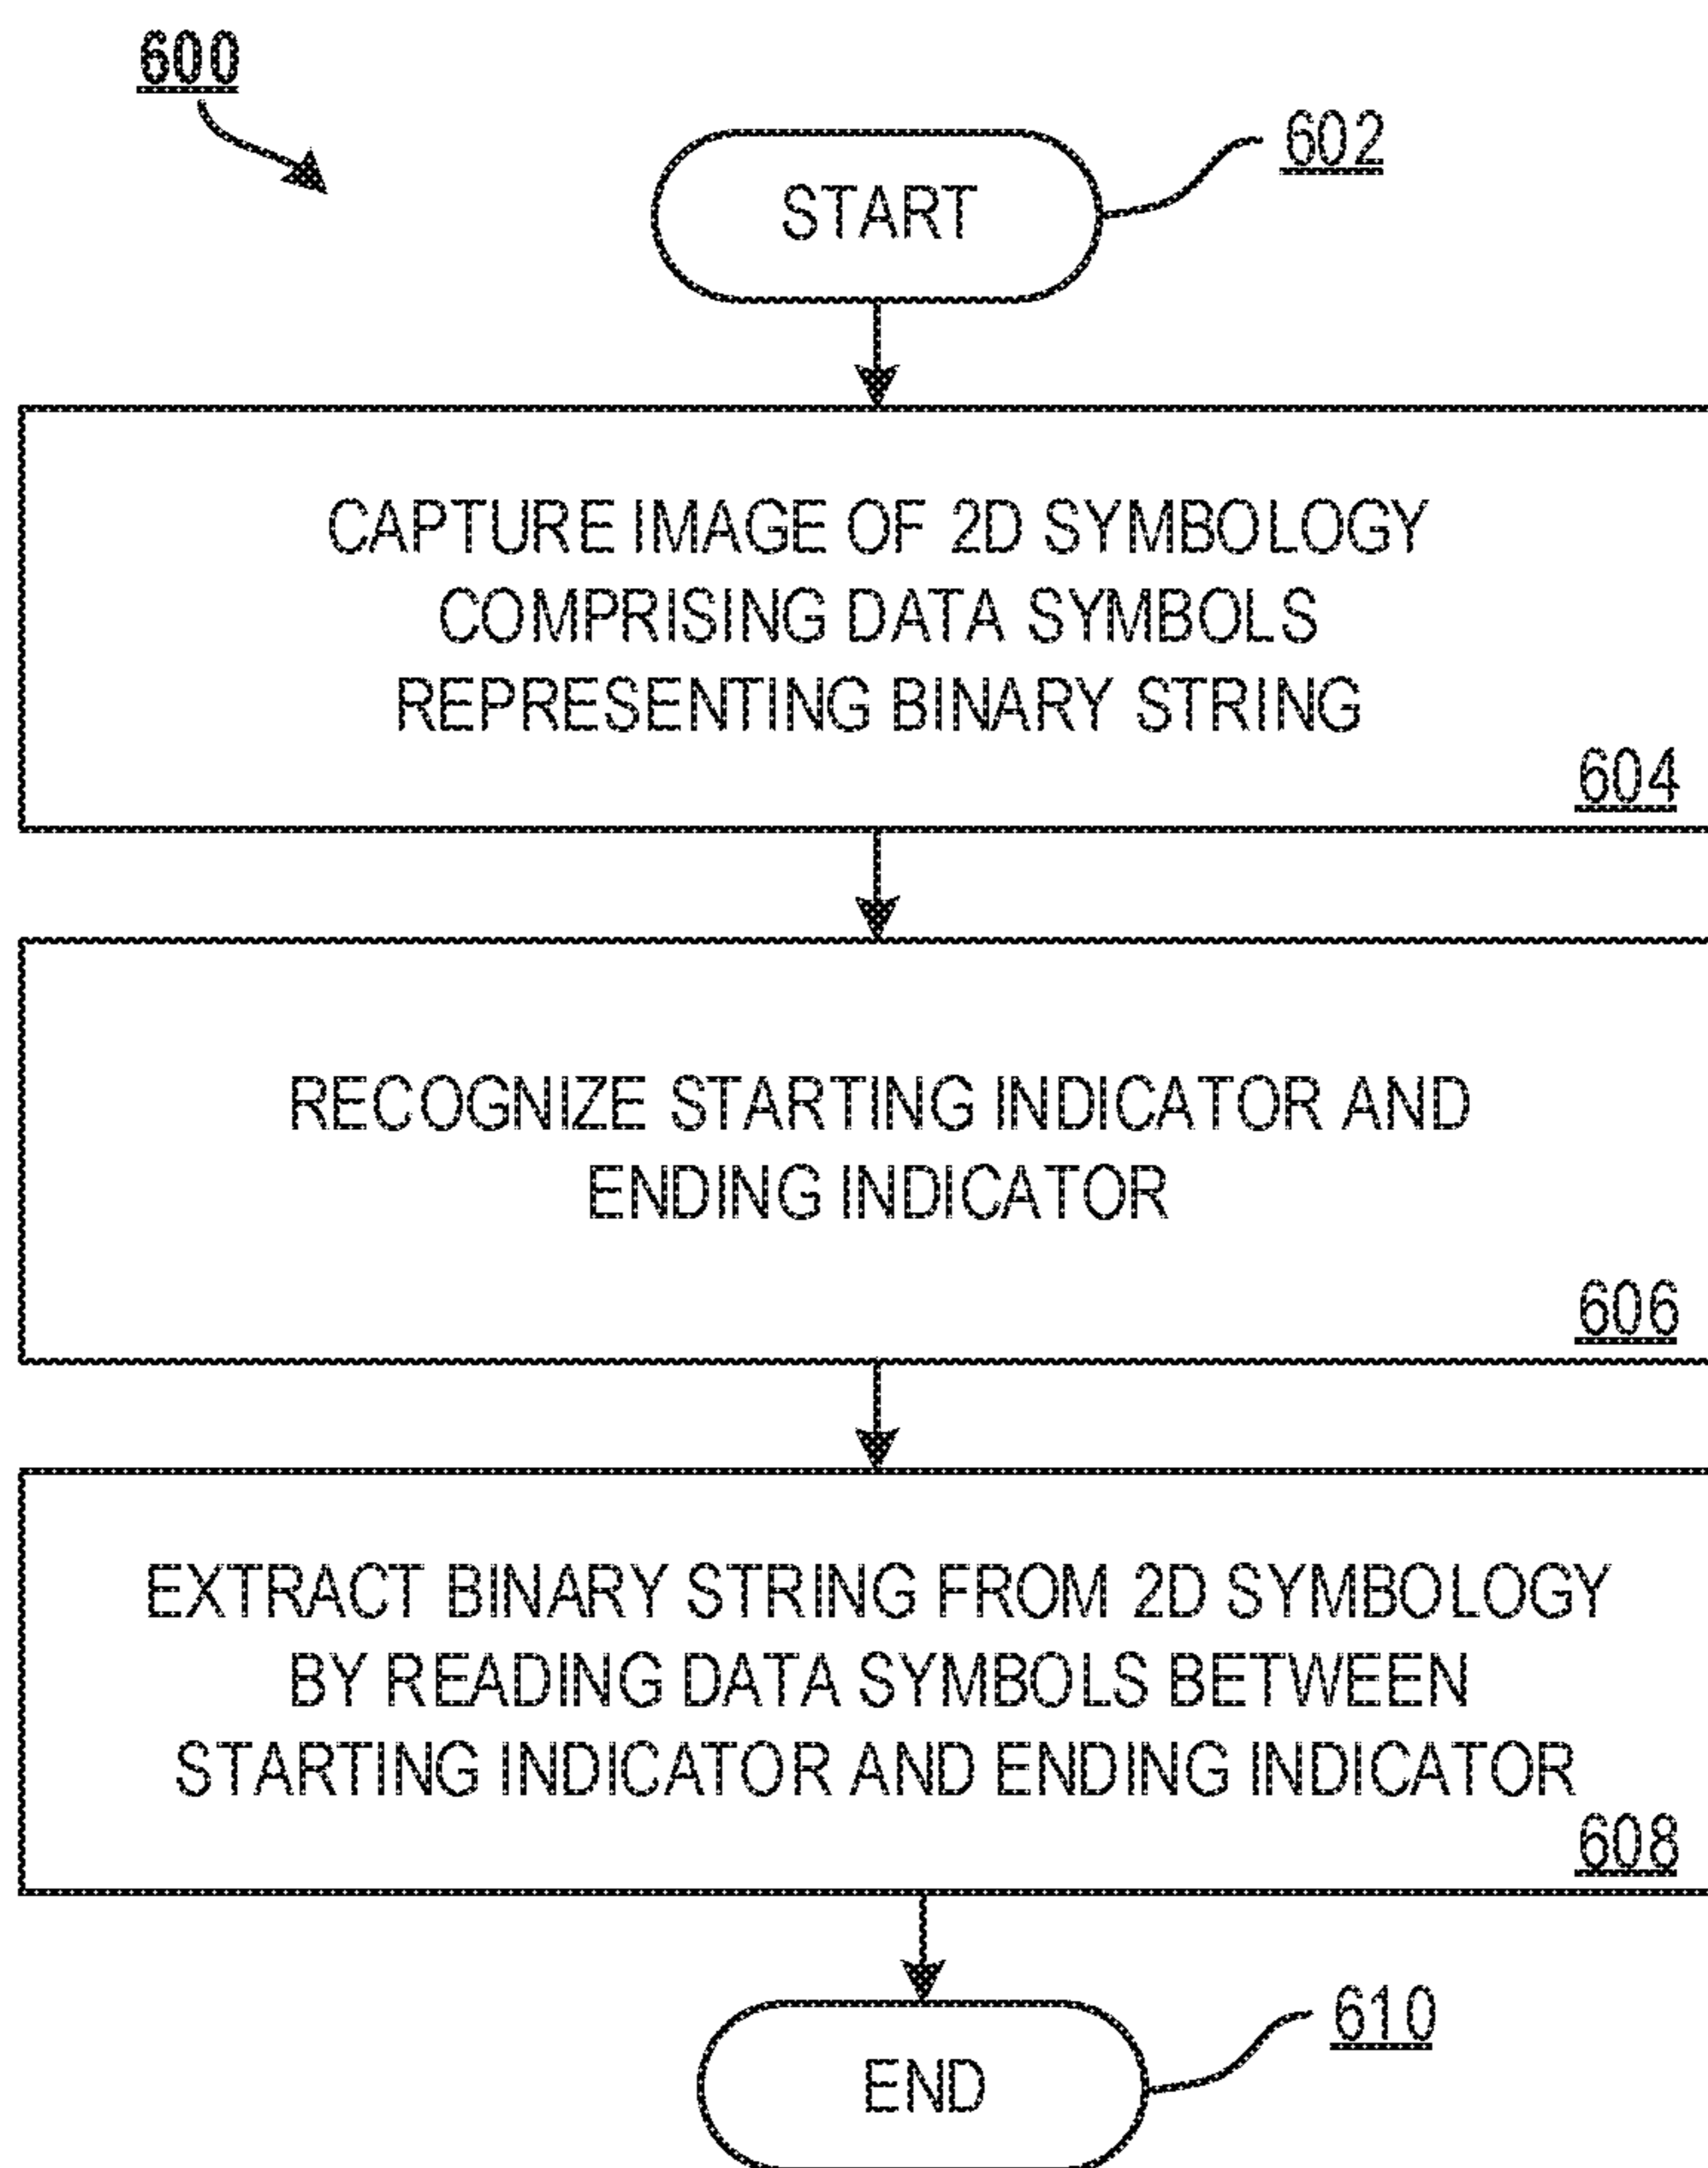 600
602
START
CAPTURE IMAGE OF 2D SYMBOLOGY
COMPRISING DATA SYMBOLS
REPRESENTING BINARY STRING
604
RECOGNIZE STARTING INDICATOR AND
ENDING INDICATOR
606
EXTRACT BINARY STRING FROM 2D SYMBOLOGY
BY READING DATA SYMBOLS BETWEEN
STARTING INDICATOR AND ENDING INDICATOR
608
610
END